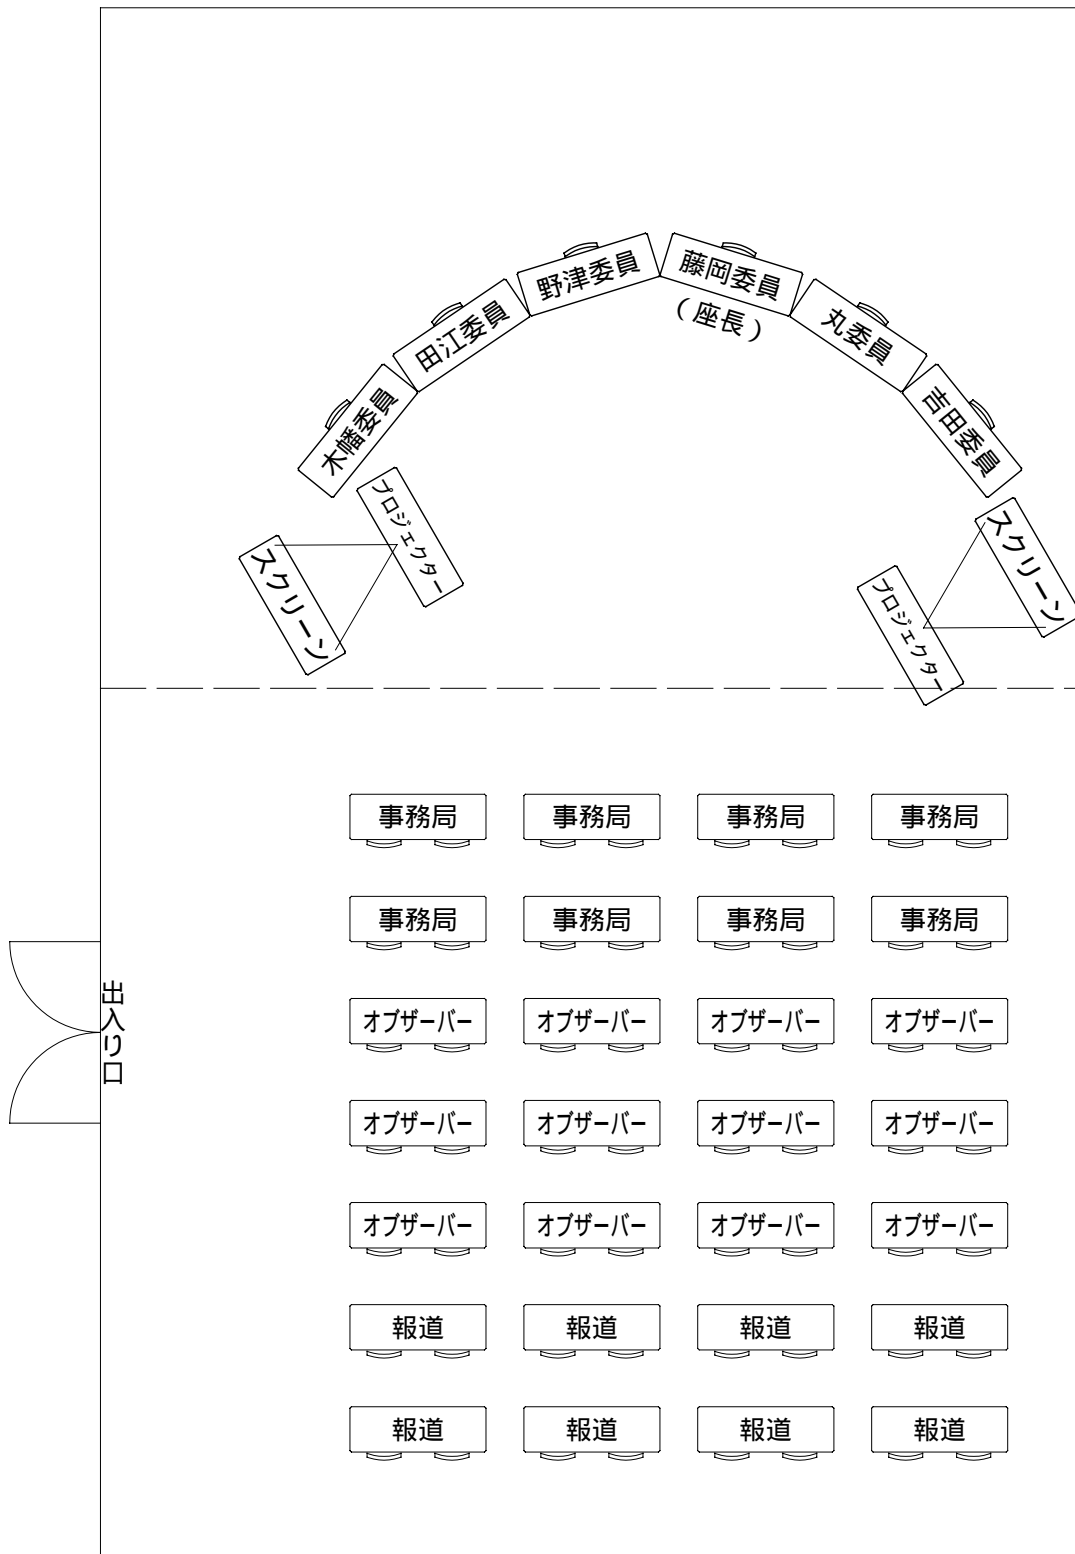 野津委員
藤岡委員
（座長）
田江委員
丸委員
木幡委員
吉田委員
プロジェクター
スクリーン
スクリーン
プロジェクター
事務局 事務局 事務局 事務局
事務局 事務局 事務局 事務局
出入り口
オブザーバー オブザーバー オブザーバー オブザーバー
オブザーバー オブザーバー オブザーバー オブザーバー
オブザーバー オブザーバー オブザーバー オブザーバー
報道 報道 報道 報道
報道 報道 報道 報道